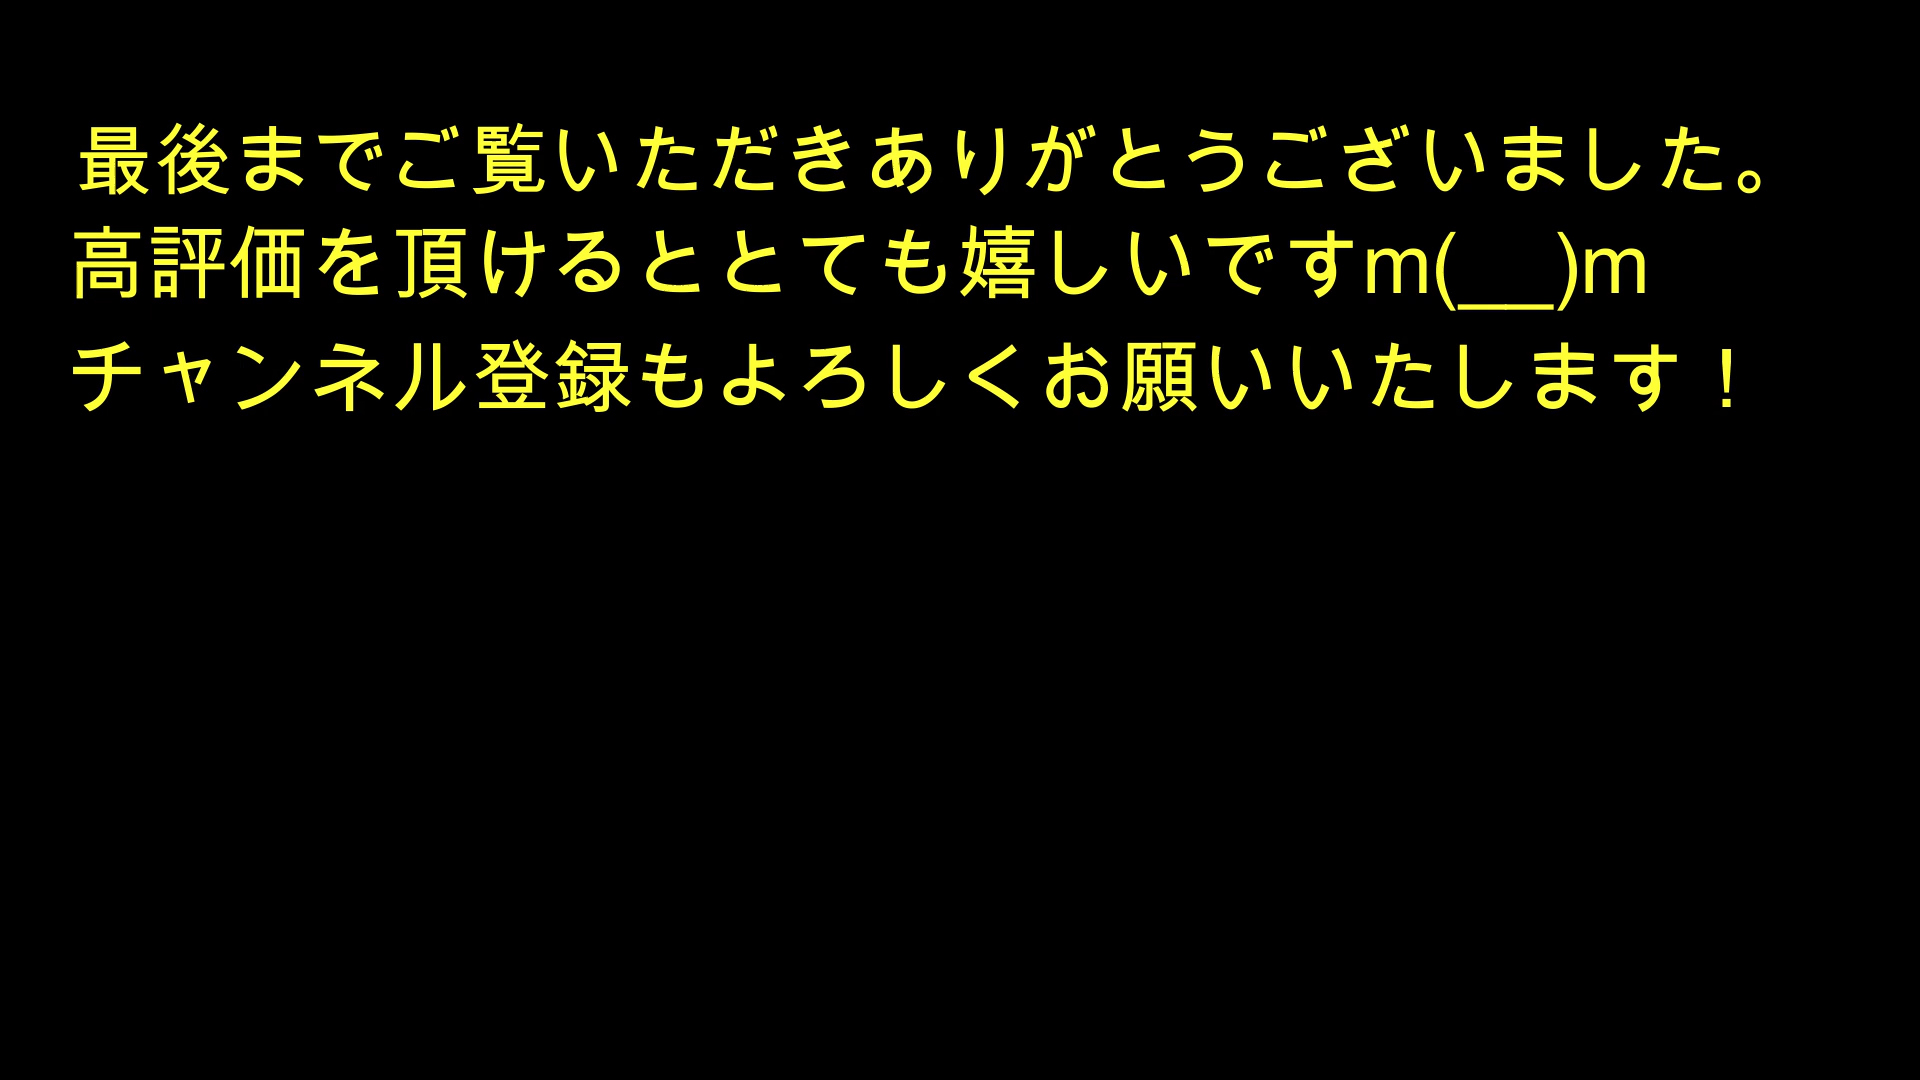 最後までご覧いただきありがとうございました。
高評価を頂けるととても嬉しいですm(__)m
チャンネル登録もよろしくお願いいたします！